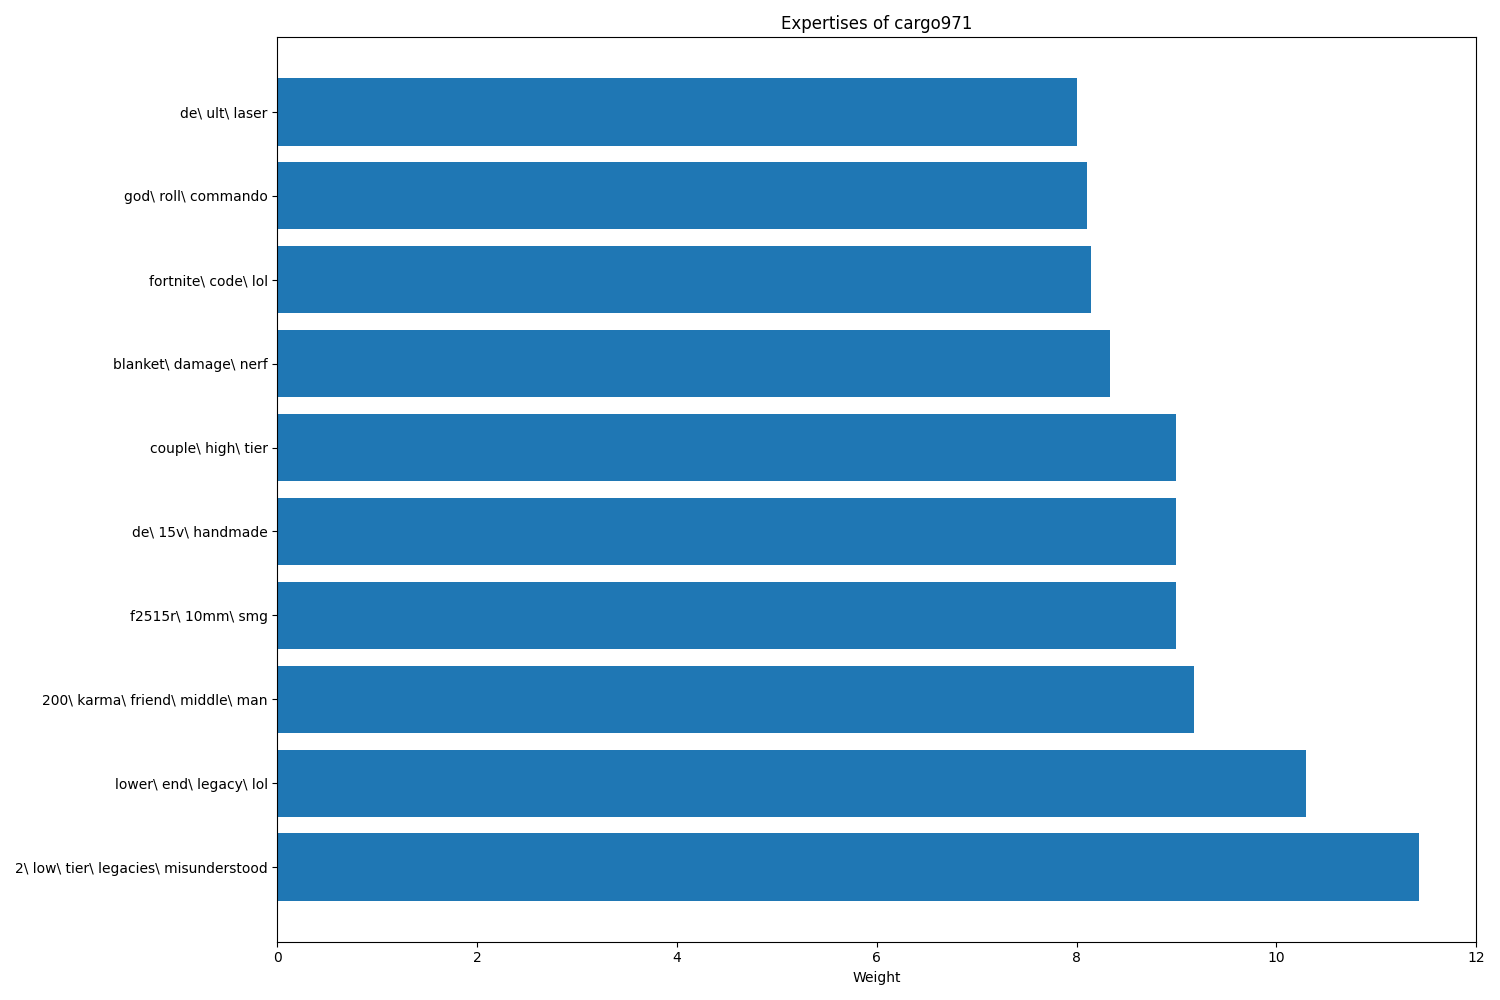 Expertises of cargo971
de\ ult\ laser
god\ roll\ commando
fortnite\ code\ lol
blanket\ damage\ nerf
couple\ high\ tier
de\ 15v\ handmade
f2515r\ 10mm\ smg
200\ karma\ friend\ middle\ man
lower\ end\ legacy\ lol
2\ low\ tier\ legacies\ misunderstood
0 2 4 6 8 10 12
Weight